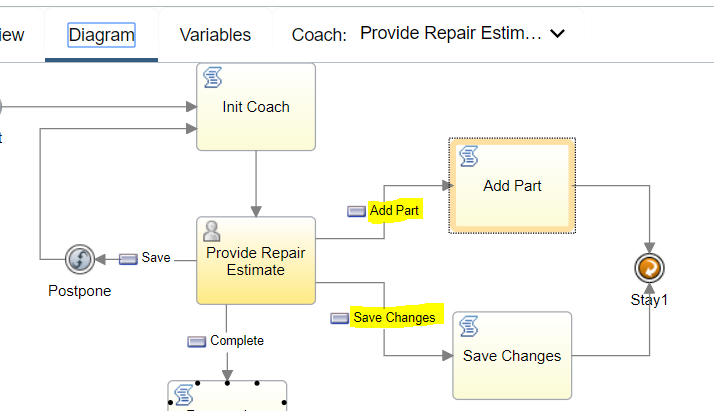 iew Diagram Variables Coach: Provide Repair Estim...
Init Coach
t
Add Part
Add Part
Provide Repair
Estimate
Save
Postpone
Stay1
Save Changes
Save Changes
Complete